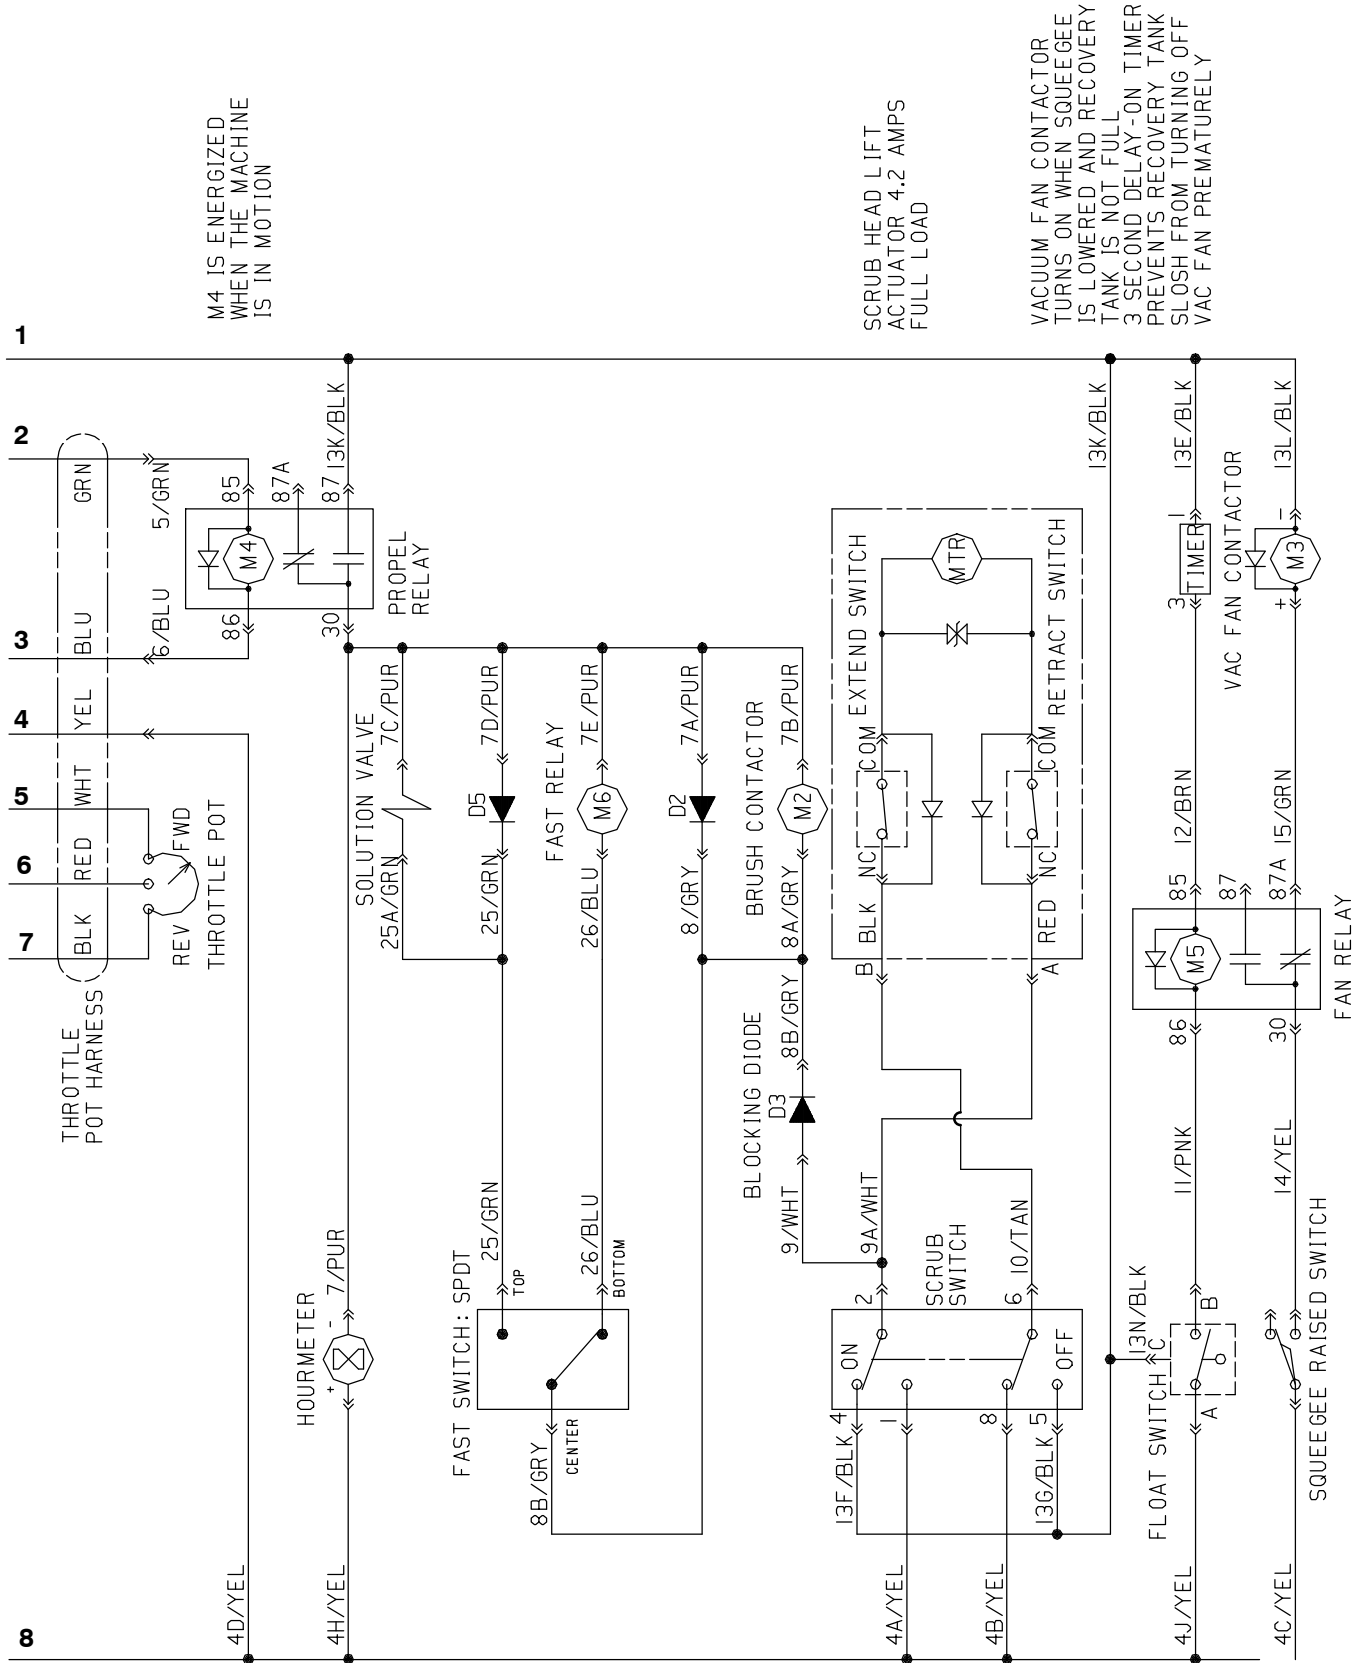 1
2
3
4
5
6
7
8
THROTTLE
POT HARNESS
BLK
RED
WHT
YEL
BLU
GRN
REV
FWD
THROTTLE POT
M4 IS ENERGIZED
WHEN THE MACHINE
IS IN MOTION
5/GRN
6/BLU
85
86
87A
87
30
M4
13K/BLK
PROPEL
RELAY
4D/YEL
4H/YEL
HOURMETER
+
-
7/PUR
SOLUTION VALVE
25A/GRN
7C/PUR
25/GRN
D5
7D/PUR
FAST RELAY
26/BLU
M6
7E/PUR
8/GRY
D2
7A/PUR
BRUSH CONTACTOR
8A/GRY
M2
7B/PUR
FAST SWITCH: SPDT
25/GRN
TOP
26/BLU
BOTTOM
8B/GRY
CENTER
BLOCKING DIODE
D3
8B/GRY
9/WHT
9A/WHT
SCRUB HEAD LIFT
ACTUATOR 4.2 AMPS
FULL LOAD
EXTEND SWITCH
MTR
RETRACT SWITCH
B
BLK
NC
COM
A
RED
NC
COM
SCRUB
SWITCH
10/TAN
2
6
ON
OFF
4
1
8
5
13F/BLK
13G/BLK
4A/YEL
4B/YEL
VACUUM FAN CONTACTOR
TURNS ON WHEN SQUEEGEE
IS LOWERED AND RECOVERY
TANK IS NOT FULL
3 SECOND DELAY-ON TIMER
PREVENTS RECOVERY TANK
SLOSH FROM TURNING OFF
VAC FAN PREMATURELY
13K/BLK
13E/BLK
13L/BLK
1
TIMER
3
VAC FAN CONTACTOR
-
M3
+
12/BRN
15/GRN
85
87
87A
M5
86
30
FAN RELAY
11/PNK
14/YEL
13N/BLK
FLOAT SWITCH
C
B
A
SQUEEGEE RAISED SWITCH
4J/YEL
4C/YEL